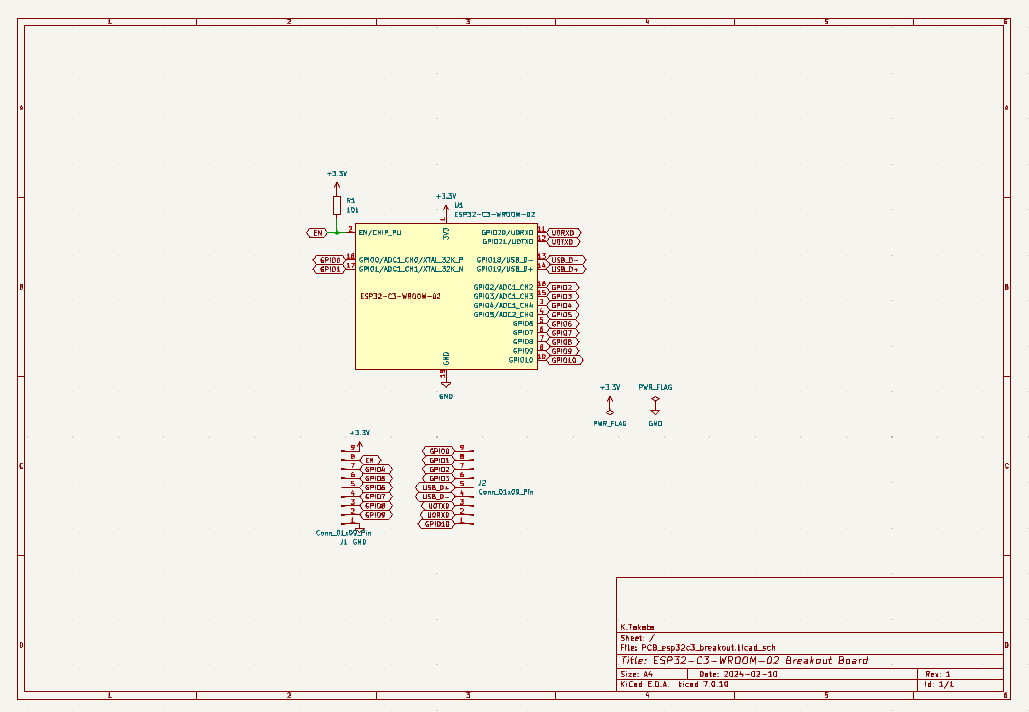 1 2 3 4 5 6
A
B
C
D
+3.3V
R1
10k
EN
+3.3V
1
U1
ESP32-C3-WROOM-02
2 EN/CHIP_PU
3V3
GPIO20/U0RXD 11 U0RXD
GPIO21/U0TXD 12 U0TXD
GPIO0 18 GPIO0/ADC1_CH0/XTAL_32K_P
GPIO1 17 GPIO1/ADC1_CH1/XTAL_32K_N
GPIO18/USB_D- 13 USB_D-
GPIO19/USB_D+ 14 USB_D+
GPIO2/ADC1_CH2 16 GPIO2
GPIO3/ADC1_CH3 15 GPIO3
GPIO4/ADC1_CH4 3 GPIO4
GPIO5/ADC2_CH0 4 GPIO5
GPIO6 5 GPIO6
GPIO7 6 GPIO7
GPIO8 7 GPIO8
GPIO9 8 GPIO9
GPIO10 10 GPIO10
ESP32-C3-WROOM-02
GND
19
GND
+3.3V PWR_FLAG
PWR_FLAG GND
+3.3V
9
8 EN
7 GPIO4
6 GPIO5
5 GPIO6
4 GPIO7
3 GPIO8
2 GPIO9
1
Conn_01x09_Pin
J1 GND
GPIO0 9
GPIO1 8
GPIO2 7
GPIO3 6
USB_D+ 5
USB_D- 4
U0TXD 3
U0RXD 2
GPIO10 1
J2
Conn_01x09_Pin
K.Takata
Sheet: /
File: PCB_esp32c3_breakout.kicad_sch
Title: ESP32-C3-WROOM-02 Breakout Board
Size: A4 Date: 2024-02-10 Rev: 1
KiCad E.D.A. kicad 7.0.10 Id: 1/1
A
B
C
D
1 2 3 4 5 6